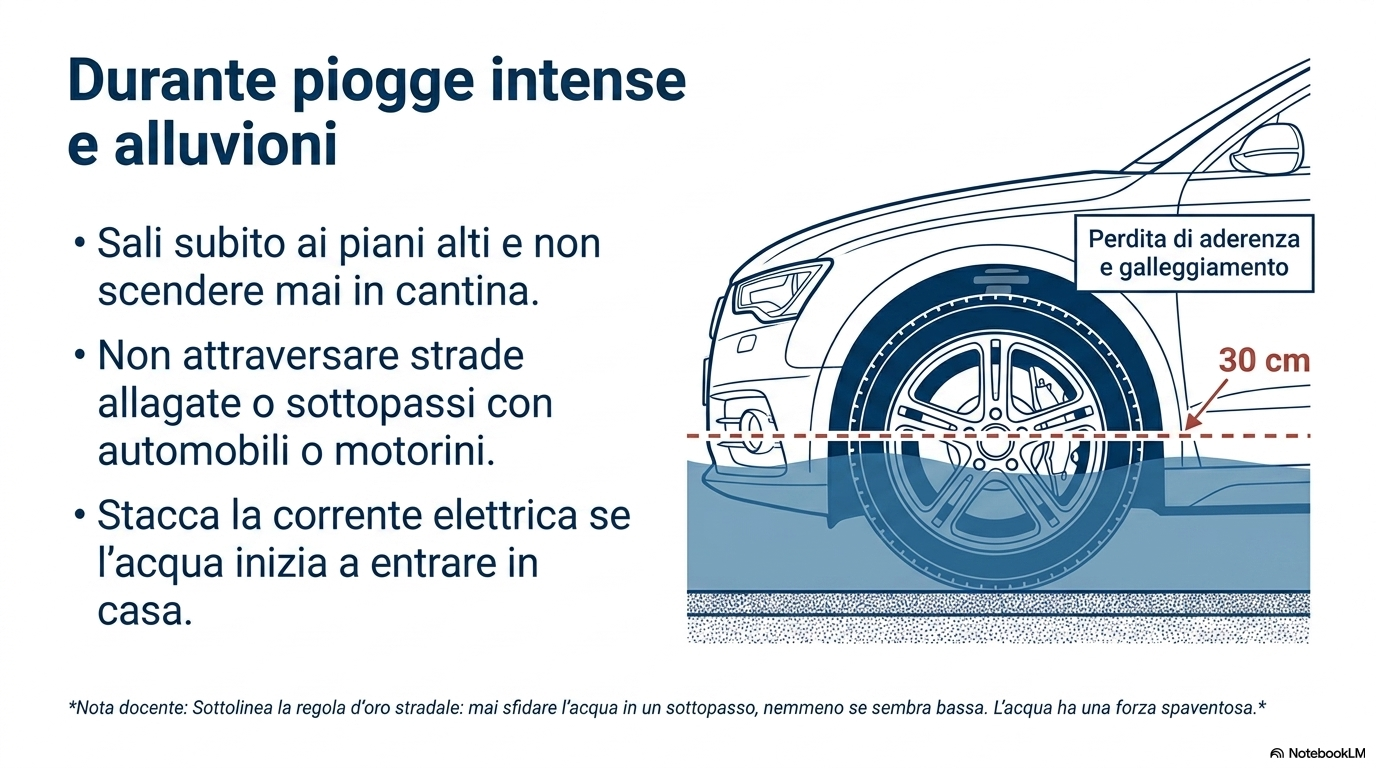 Durante piogge intense
e alluvioni
• Sali subito ai piani alti e non
scendere mai in cantina.
• Non attraversare strade
allagate o sottopassi con
automobili o motorini.
• Stacca la corrente elettrica se
l’acqua inizia a entrare in
casa.
Perdita di aderenza
e galleggiamento
30 cm
*Nota docente: Sottolinea la regola d’oro stradale: mai sfidare l’acqua in un sottopasso, nemmeno se sembra bassa. L’acqua ha una forza spaventosa.*
NotebookLM